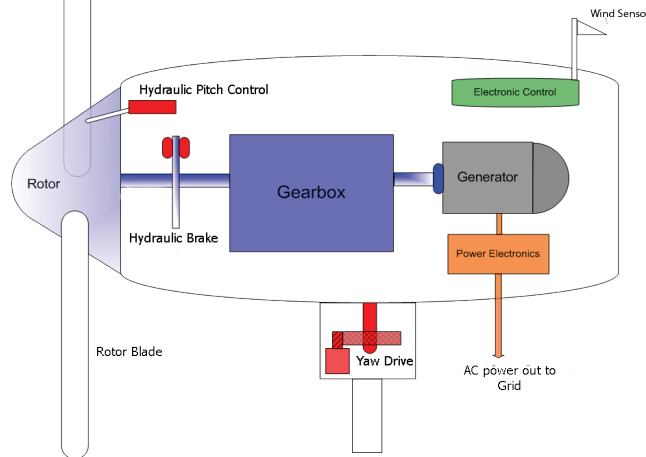 Wind Senso
Hydraulic Pitch Control
Electronic Control
Rotor
Gearbox
Generator
Hydraulic Brake
Power Electronics
Rotor Blade
Yaw Drive
AC power out to
Grid